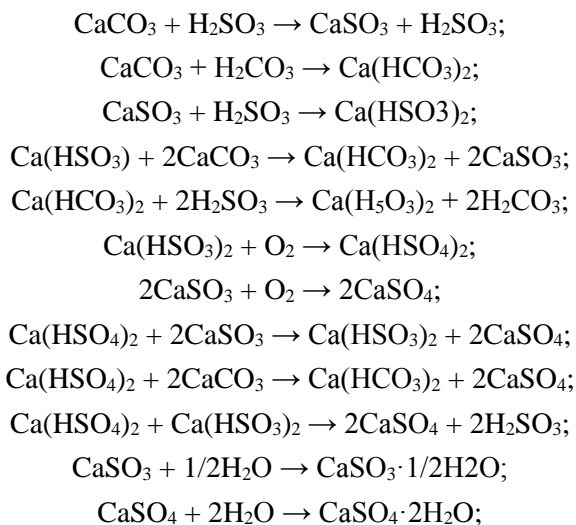 CaCO₃ + H₂SO₃ → CaSO₃ + H₂SO₃;
CaCO₃ + H₂CO₃ → Ca(HCO₃)₂;
CaSO₃ + H₂SO₃ → Ca(HSO3)₂;
Ca(HSO₃) + 2CaCO₃ → Ca(HCO₃)₂ + 2CaSO₃;
Ca(HCO₃)₂ + 2H₂SO₃ → Ca(H₅O₃)₂ + 2H₂CO₃;
Ca(HSO₃)₂ + O₂ → Ca(HSO₄)₂;
2CaSO₃ + O₂ → 2CaSO₄;
Ca(HSO₄)₂ + 2CaSO₃ → Ca(HSO₃)₂ + 2CaSO₄;
Ca(HSO₄)₂ + 2CaCO₃ → Ca(HCO₃)₂ + 2CaSO₄;
Ca(HSO₄)₂ + Ca(HSO₃)₂ → 2CaSO₄ + 2H₂SO₃;
CaSO₃ + 1/2H₂O → CaSO₃·1/2H2O;
CaSO₄ + 2H₂O → CaSO₄·2H₂O;